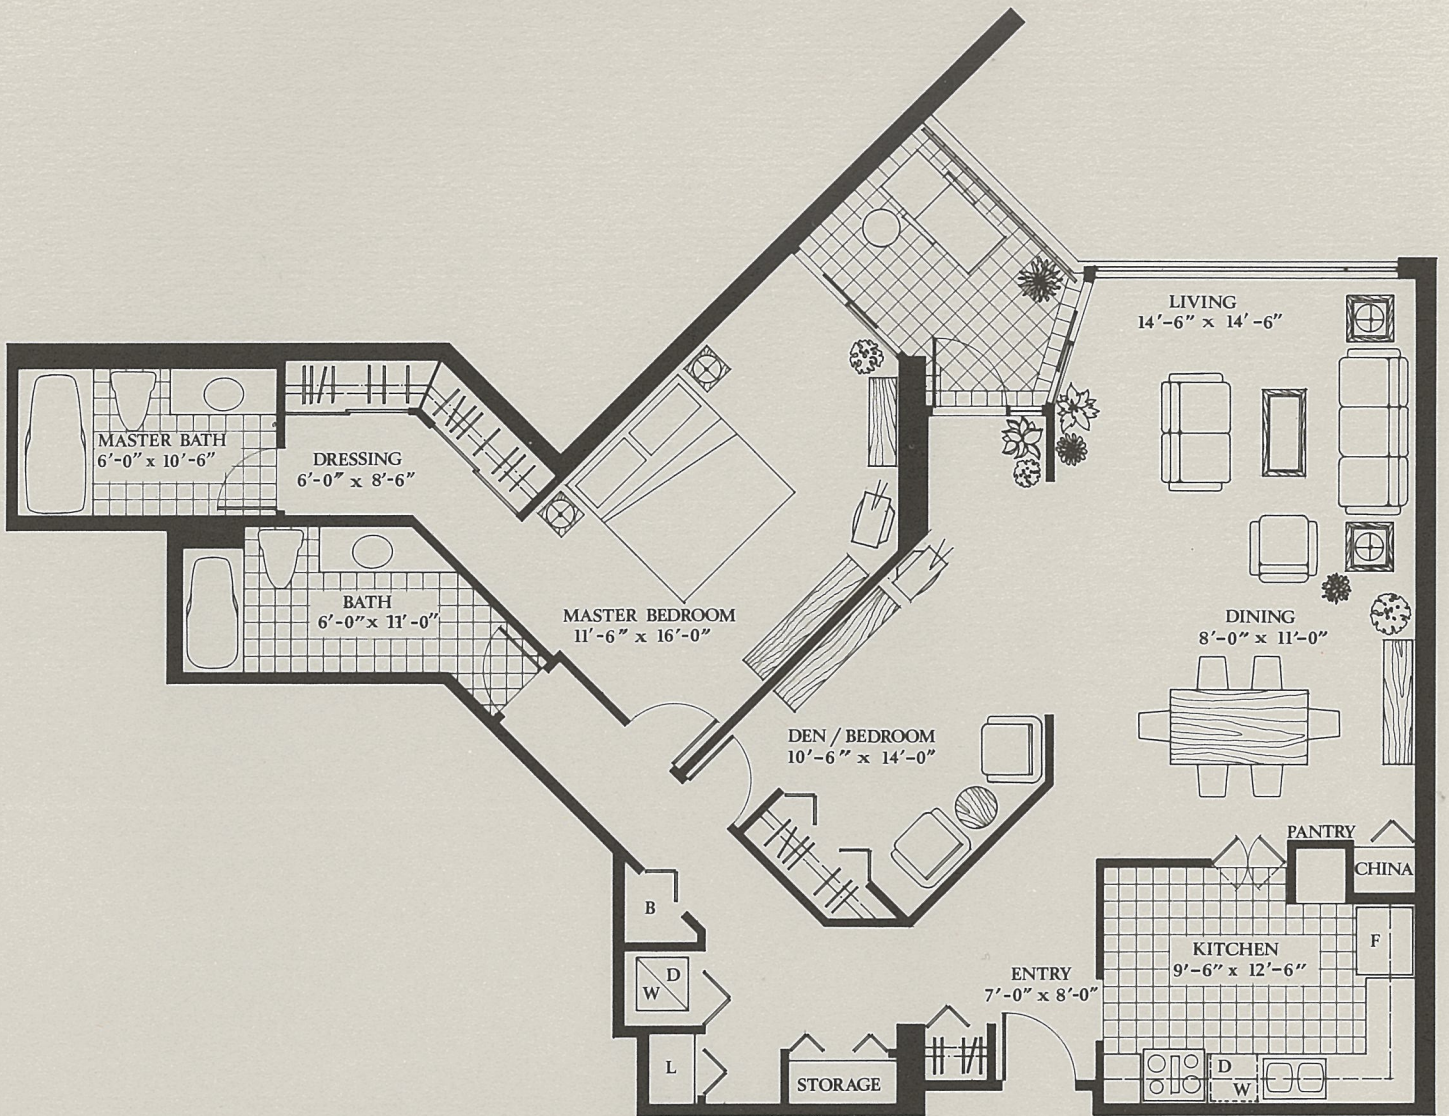 LIVING
14'-6" x 14'-6"
MASTER BATH
6'-0" x 10'-6"
DRESSING
6'-0" x 8'-6"
BATH
6'-0" x 11'-0"
MASTER BEDROOM
11'-6" x 16'-0"
DINING
8'-0" x 11'-0"
DEN / BEDROOM
10'-6" x 14'-0"
PANTRY
CHINA
B
KITCHEN
9'-6" x 12'-6"
F
ENTRY
7'-0" x 8'-0"
D
W
L
STORAGE
D
W